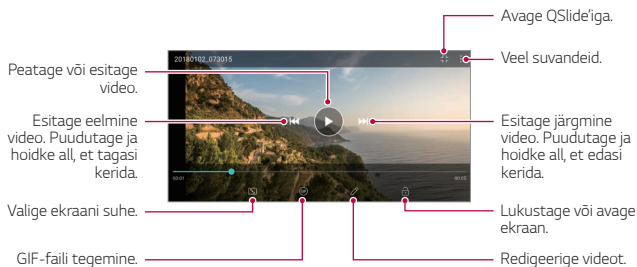 Avage QSlide'iga.
20180102_073015
Veel suvandeid.
Peatage või esitage
video.
Esitage eelmine
video. Puudutage ja
hoidke all, et tagasi
kerida.
Esitage järgmine
video. Puudutage ja
hoidke all, et edasi
kerida.
00:01
00:05
GIF
Valige ekraani suhe.
Lukustage või avage
ekraan.
GIF-faili tegemine.
Redigeerige videot.